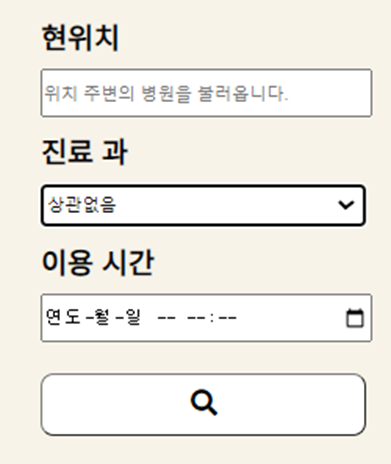 현위치
위치 주변의 병원을 불러옵니다.
진료 과
상관없음
이용 시간
연도-월-일 -- --:--